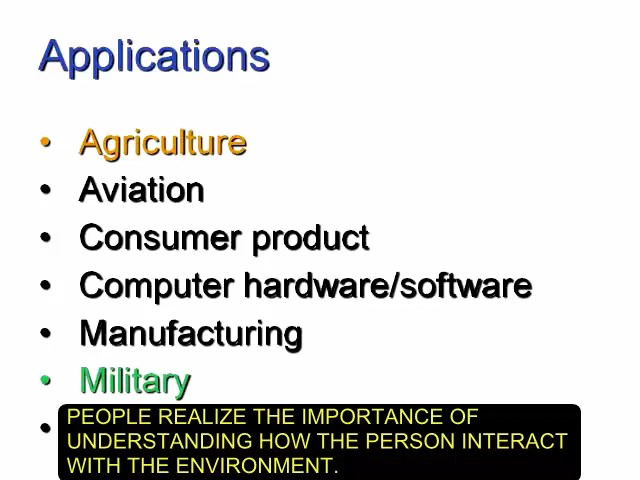 Applications
• Agriculture
• Aviation
• Consumer product
• Computer hardware/software
• Manufacturing
• Military
•
PEOPLE REALIZE THE IMPORTANCE OF
UNDERSTANDING HOW THE PERSON INTERACT
WITH THE ENVIRONMENT.